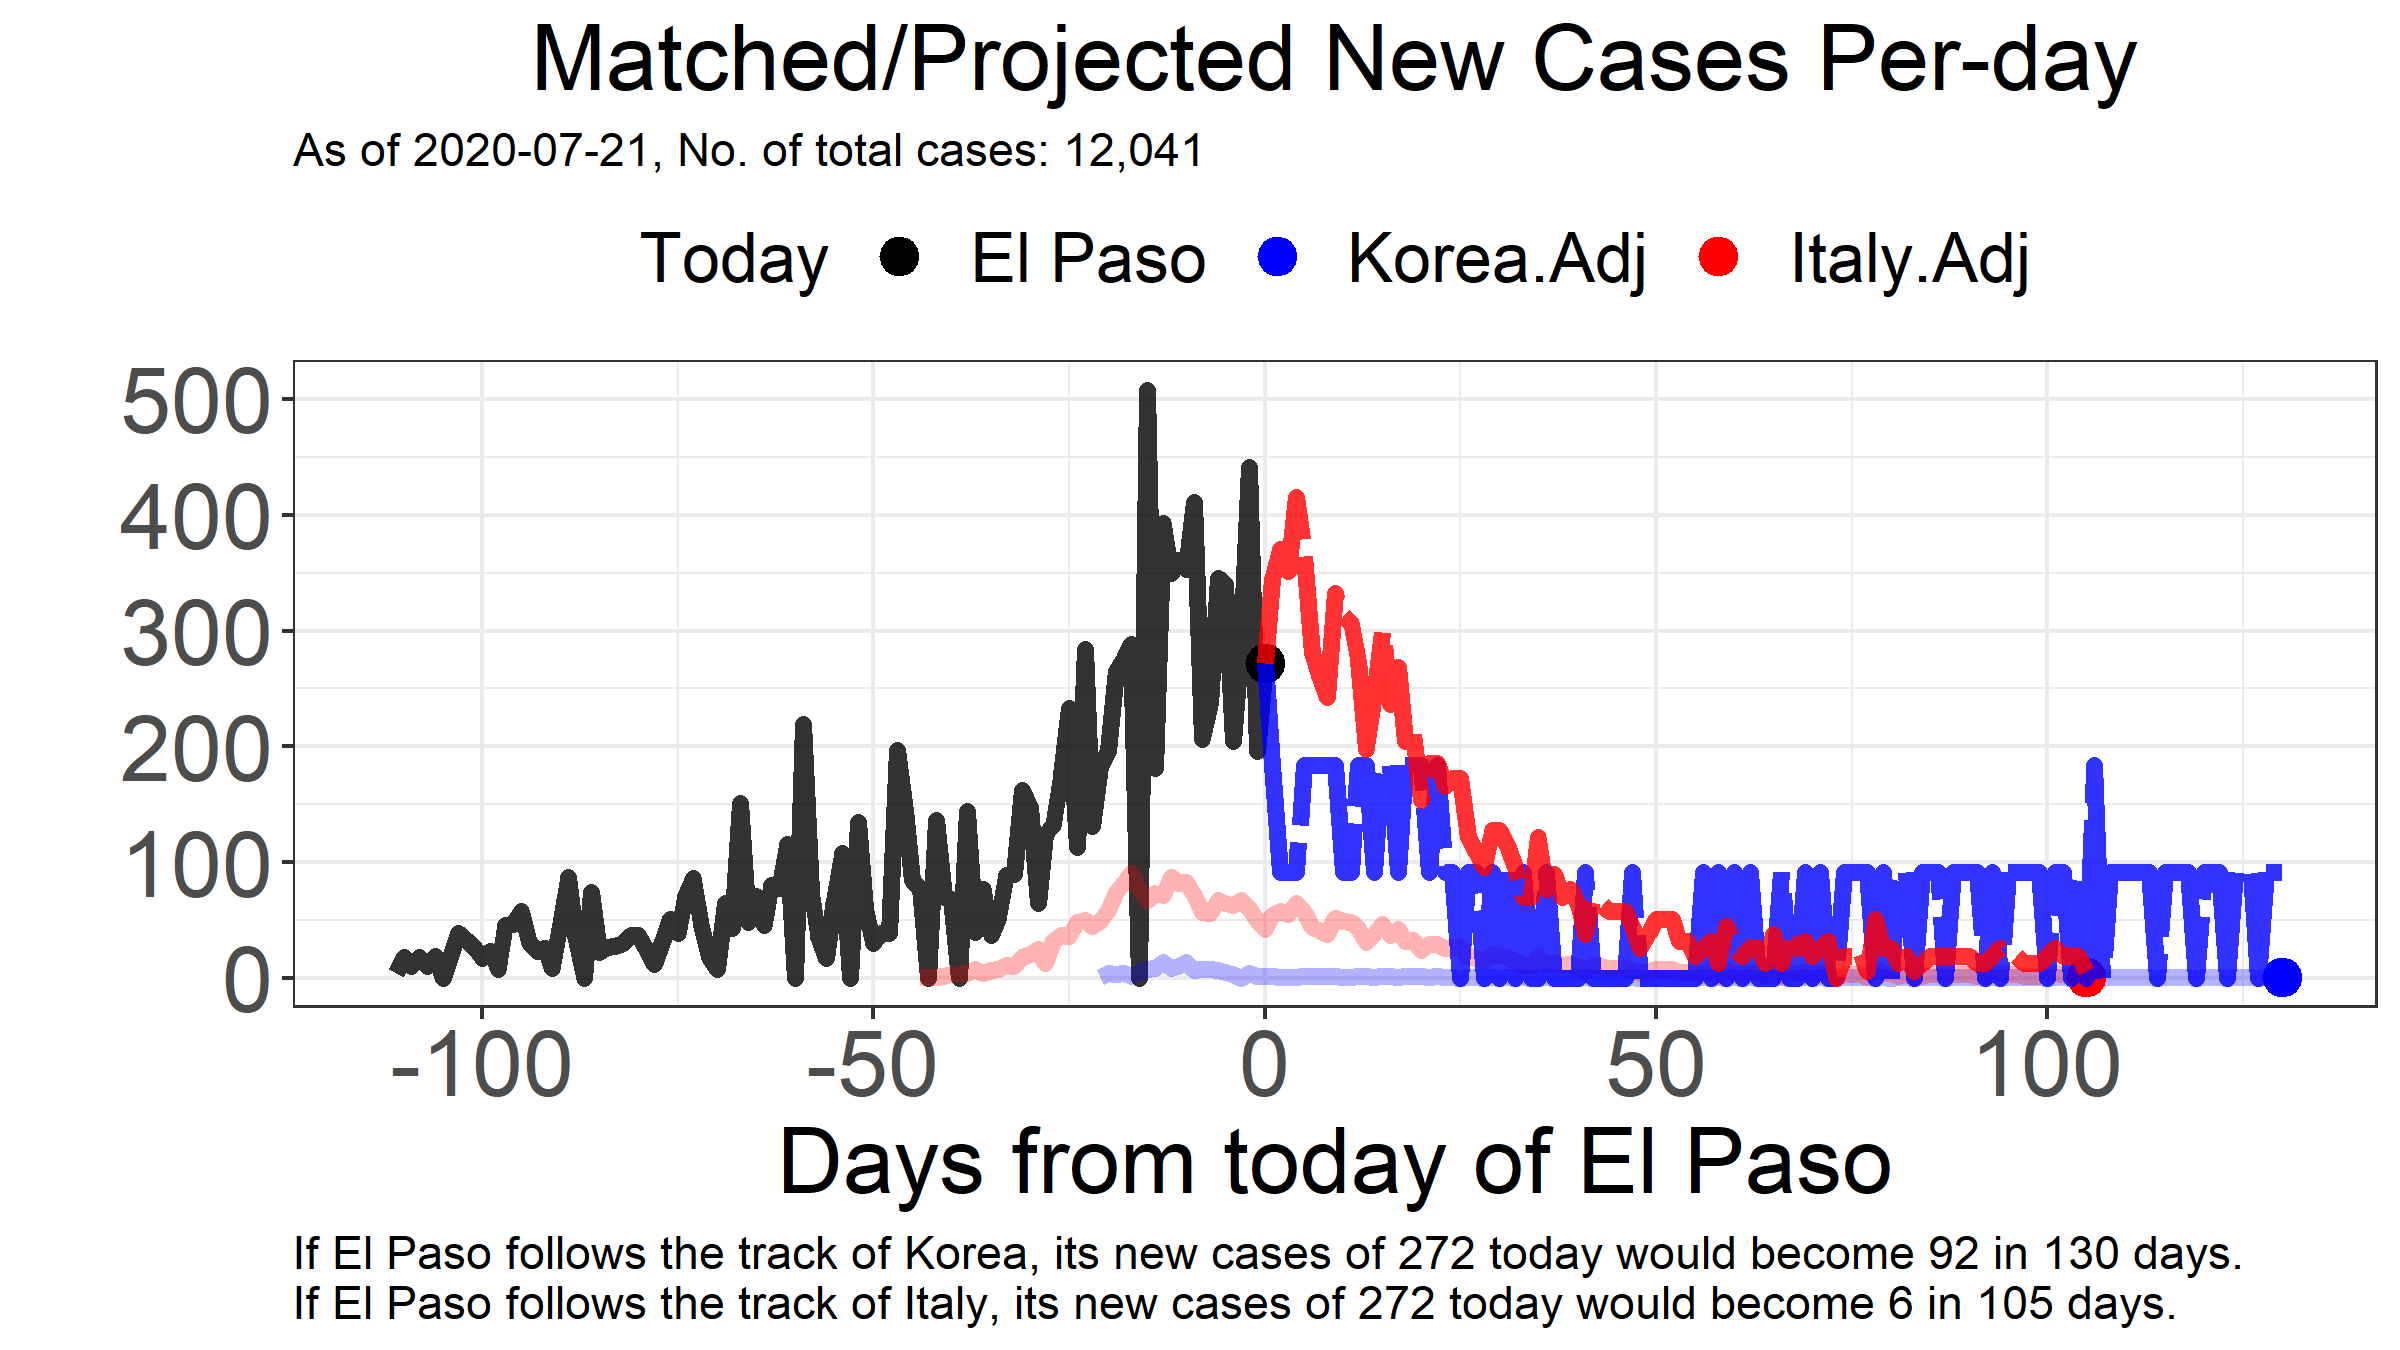 Matched/Projected New Cases Per-day
As of 2020-07-21, No. of total cases: 12,041
Today El Paso Korea.Adj Italy.Adj
500
400
300
200
100
0
-100 -50 0 50 100
Days from today of El Paso
If El Paso follows the track of Korea, its new cases of 272 today would become 92 in 130 days.
If El Paso follows the track of Italy, its new cases of 272 today would become 6 in 105 days.